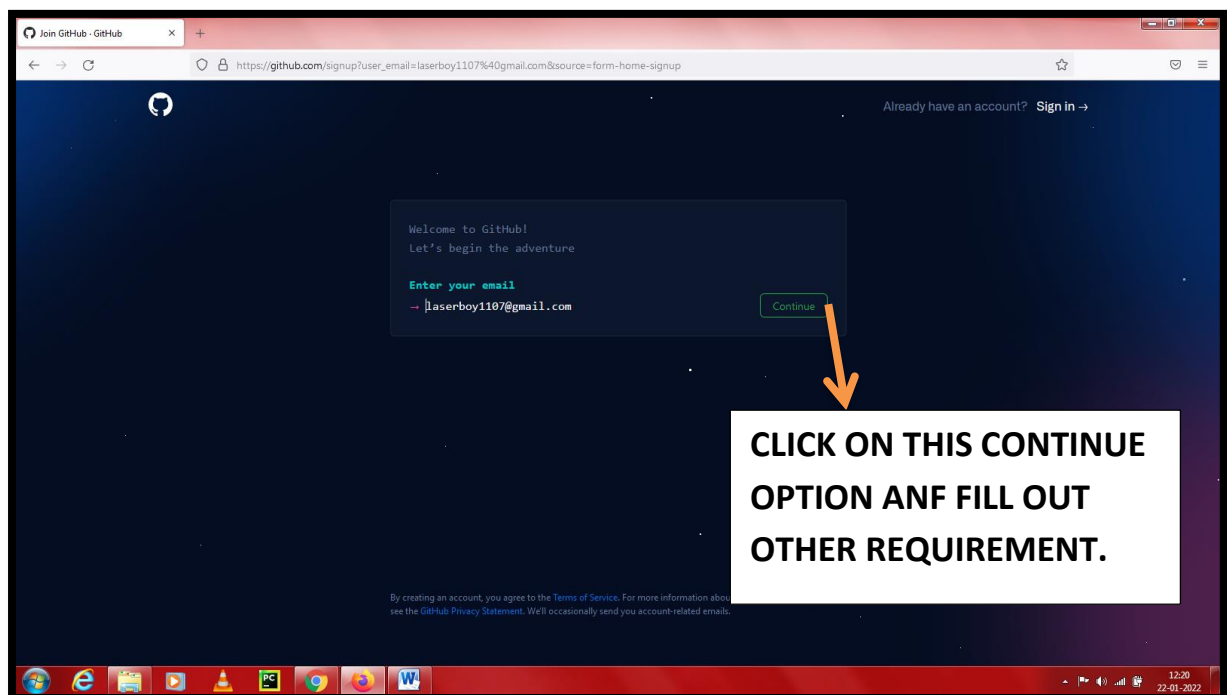 Join GitHub · GitHub
https://github.com/signup?user_email=laserboy1107%40gmail.com&source=form-home-signup
Already have an account? Sign in →
Welcome to GitHub!
Let's begin the adventure
Enter your email
→ laserboy1107@gmail.com
Continue
CLICK ON THIS CONTINUE
OPTION ANF FILL OUT
OTHER REQUIREMENT.
By creating an account, you agree to the Terms of Service. For more information abou
see the GitHub Privacy Statement. We'll occasionally send you account-related emails.
PC
W
12:20
22-01-2022